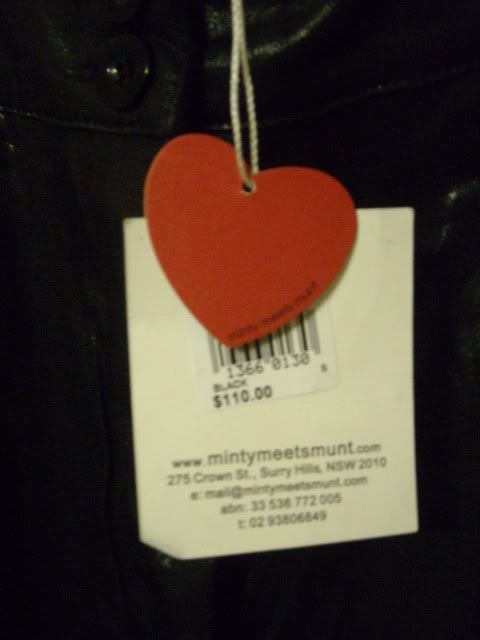 minty meets munt
1366 0130
BLACK S
$110.00
www.mintymeetsmunt.com
275 Crown St., Surry Hills, NSW 2010
e: mail@mintymeetsmunt.com
abn: 33 536 772 005
t: 02 93806849